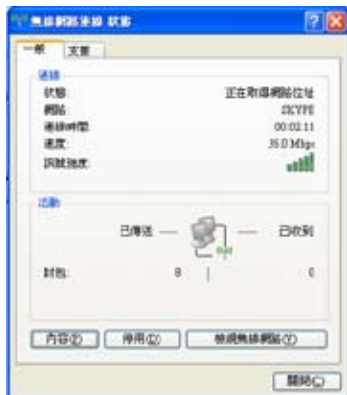 無線網路連線 狀態
一般 支援
連線
狀態: 正在取得網路位址
網路: SKYPE
連線時間: 00:02:11
速度: 36.0 Mbps
訊號強度:
活動
已傳送 — — 已收到
封包: 8 | 0
內容(P) 停用(D) 檢視無線網路(V)
關閉(C)